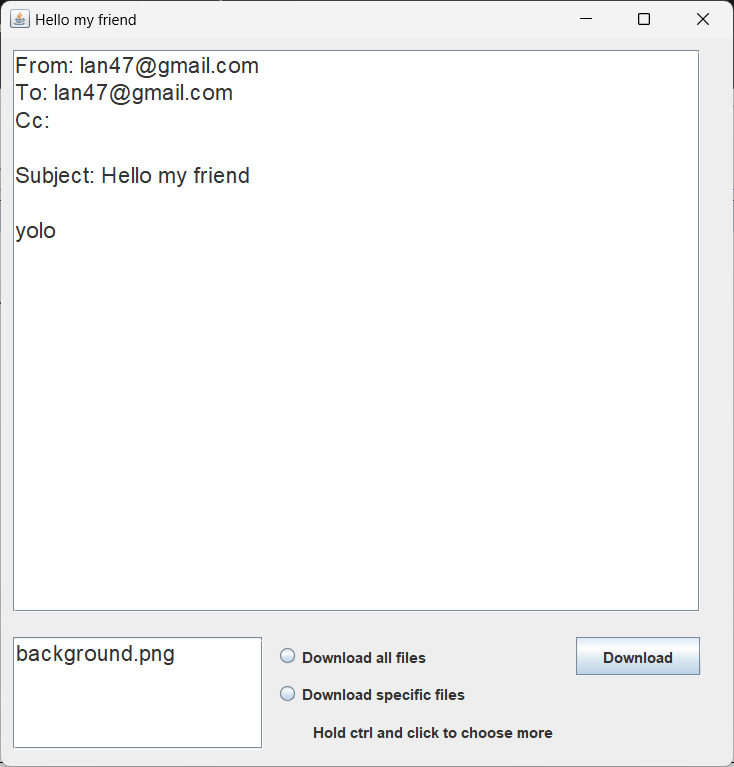 Hello my friend
From: lan47@gmail.com
To: lan47@gmail.com
Cc:
Subject: Hello my friend
yolo
background.png
Download all files
Download
Download specific files
Hold ctrl and click to choose more